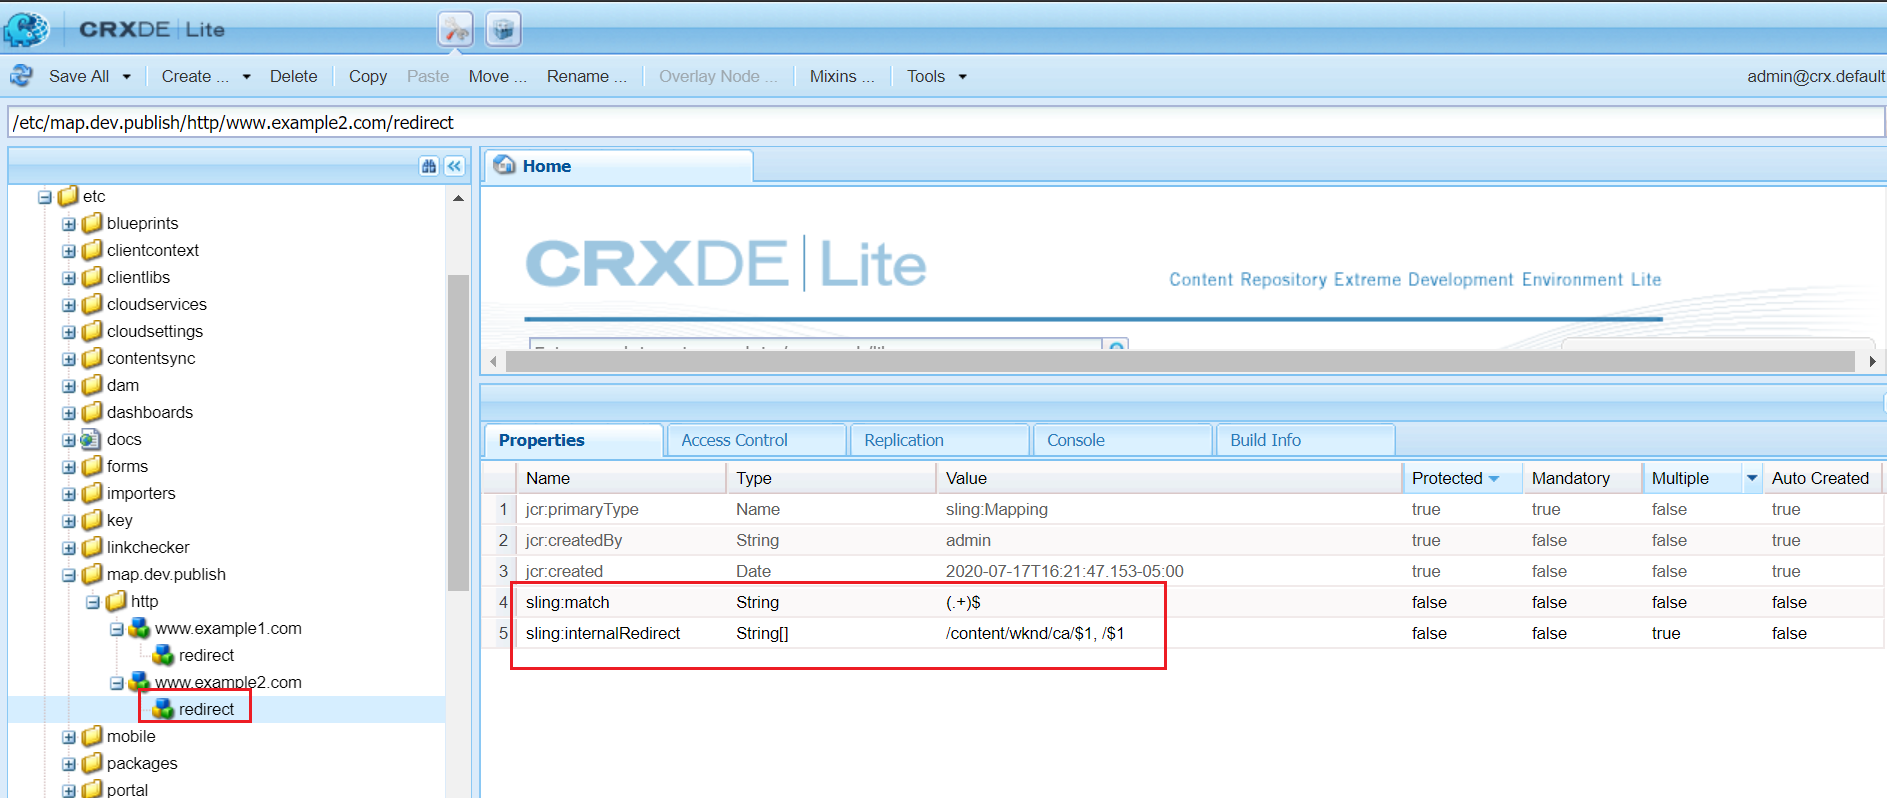 CRXDE | Lite
Save All Create ... Delete Copy Paste Move ... Rename ... Overlay Node ... Mixins ... Tools admin@crx.default
/etc/map.dev.publish/http/www.example2.com/redirect
Home
etc
blueprints
clientcontext
clientlibs
cloudservices
cloudsettings
contentsync
dam
dashboards
docs
forms
importers
key
linkchecker
map.dev.publish
http
www.example1.com
redirect
www.example2.com
redirect
mobile
packages
portal
CRXDE | Lite
Content Repository Extreme Development Environment Lite
Properties Access Control Replication Console Build Info
Name Type Value Protected Mandatory Multiple Auto Created
1 jcr:primaryType Name sling:Mapping true true false true
2 jcr:createdBy String admin true false false true
3 jcr:created Date 2020-07-17T16:21:47.153-05:00 true false false true
4 sling:match String (.+)$ false false false false
5 sling:internalRedirect String[] /content/wknd/ca/$1, /$1 false false true false